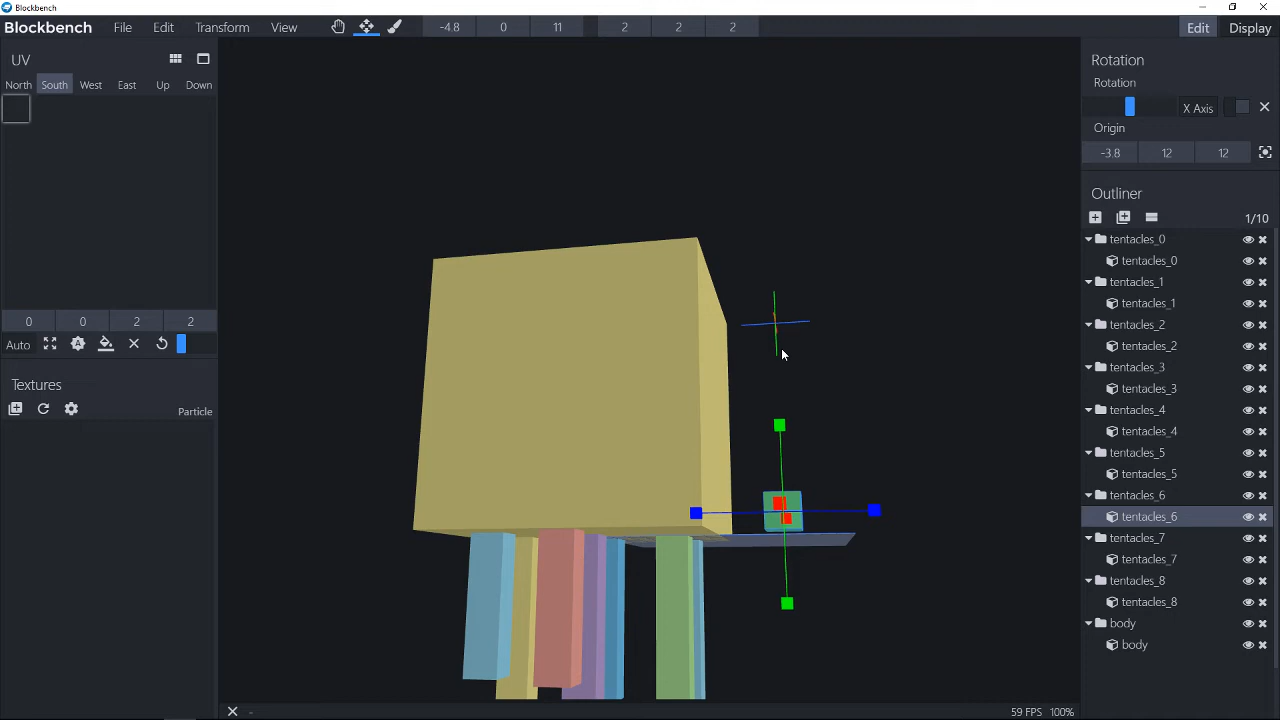 Blockbench
Blockbench File Edit Transform View -4.8 0 11 2 2 2 Edit Display
UV
North South West East Up Down
0 0 2 2
Auto
Textures
Particle
Rotation
Rotation
X Axis
Origin
-3.8 12 12
Outliner
1/10
tentacles_0
tentacles_0
tentacles_1
tentacles_1
tentacles_2
tentacles_2
tentacles_3
tentacles_3
tentacles_4
tentacles_4
tentacles_5
tentacles_5
tentacles_6
tentacles_6
tentacles_7
tentacles_7
tentacles_8
tentacles_8
body
body
- 59 FPS 100%